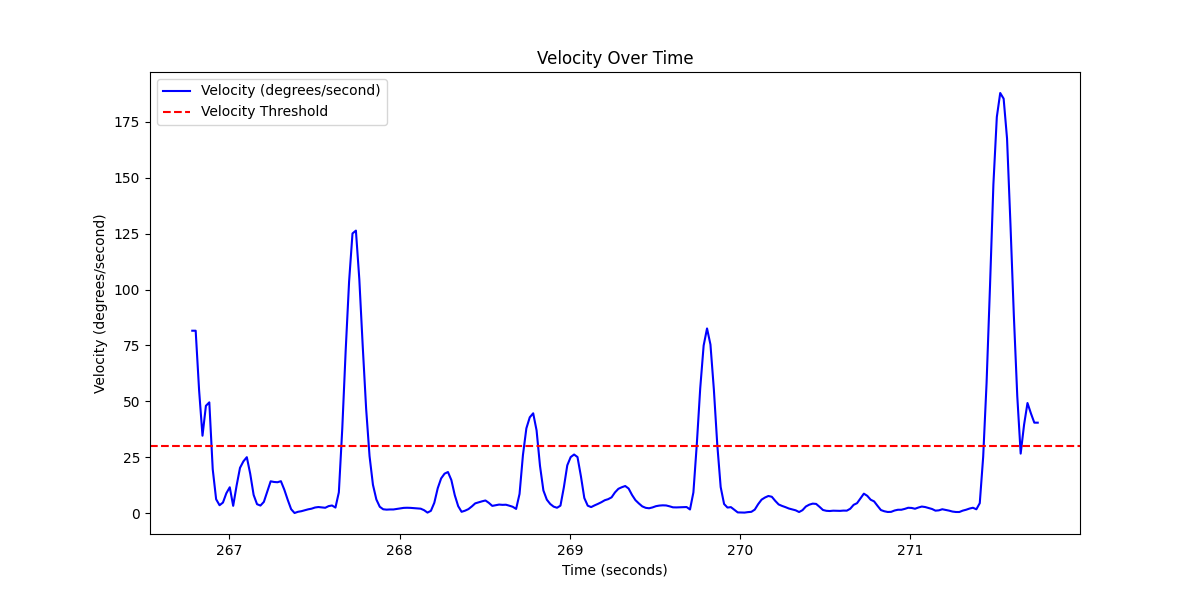 Velocity Over Time
Velocity (degrees/second)
Velocity Threshold
175
150
125
100
75
50
25
0
Velocity (degrees/second)
267 268 269 270 271
Time (seconds)